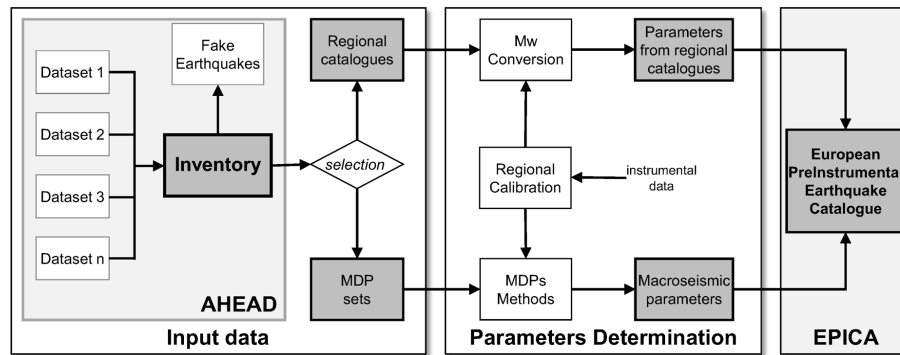 Dataset 1
Dataset 2
Dataset 3
Dataset n
Fake
Earthquakes
Inventory
AHEAD
Regional
catalogues
selection
MDP
sets
Input data
Mw
Conversion
Regional
Calibration
instrumental
data
MDPs
Methods
Parameters
from regional
catalogues
Macroseismic
parameters
Parameters Determination
European
PreInstrumental
Earthquake
Catalogue
EPICA